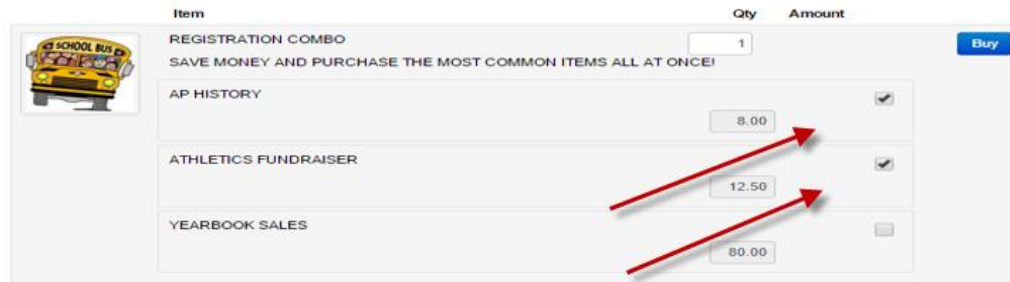 Item Qty Amount
SCHOOL BUS
REGISTRATION COMBO 1 Buy
SAVE MONEY AND PURCHASE THE MOST COMMON ITEMS ALL AT ONCE!
AP HISTORY
8.00
ATHLETICS FUNDRAISER
12.50
YEARBOOK SALES
80.00